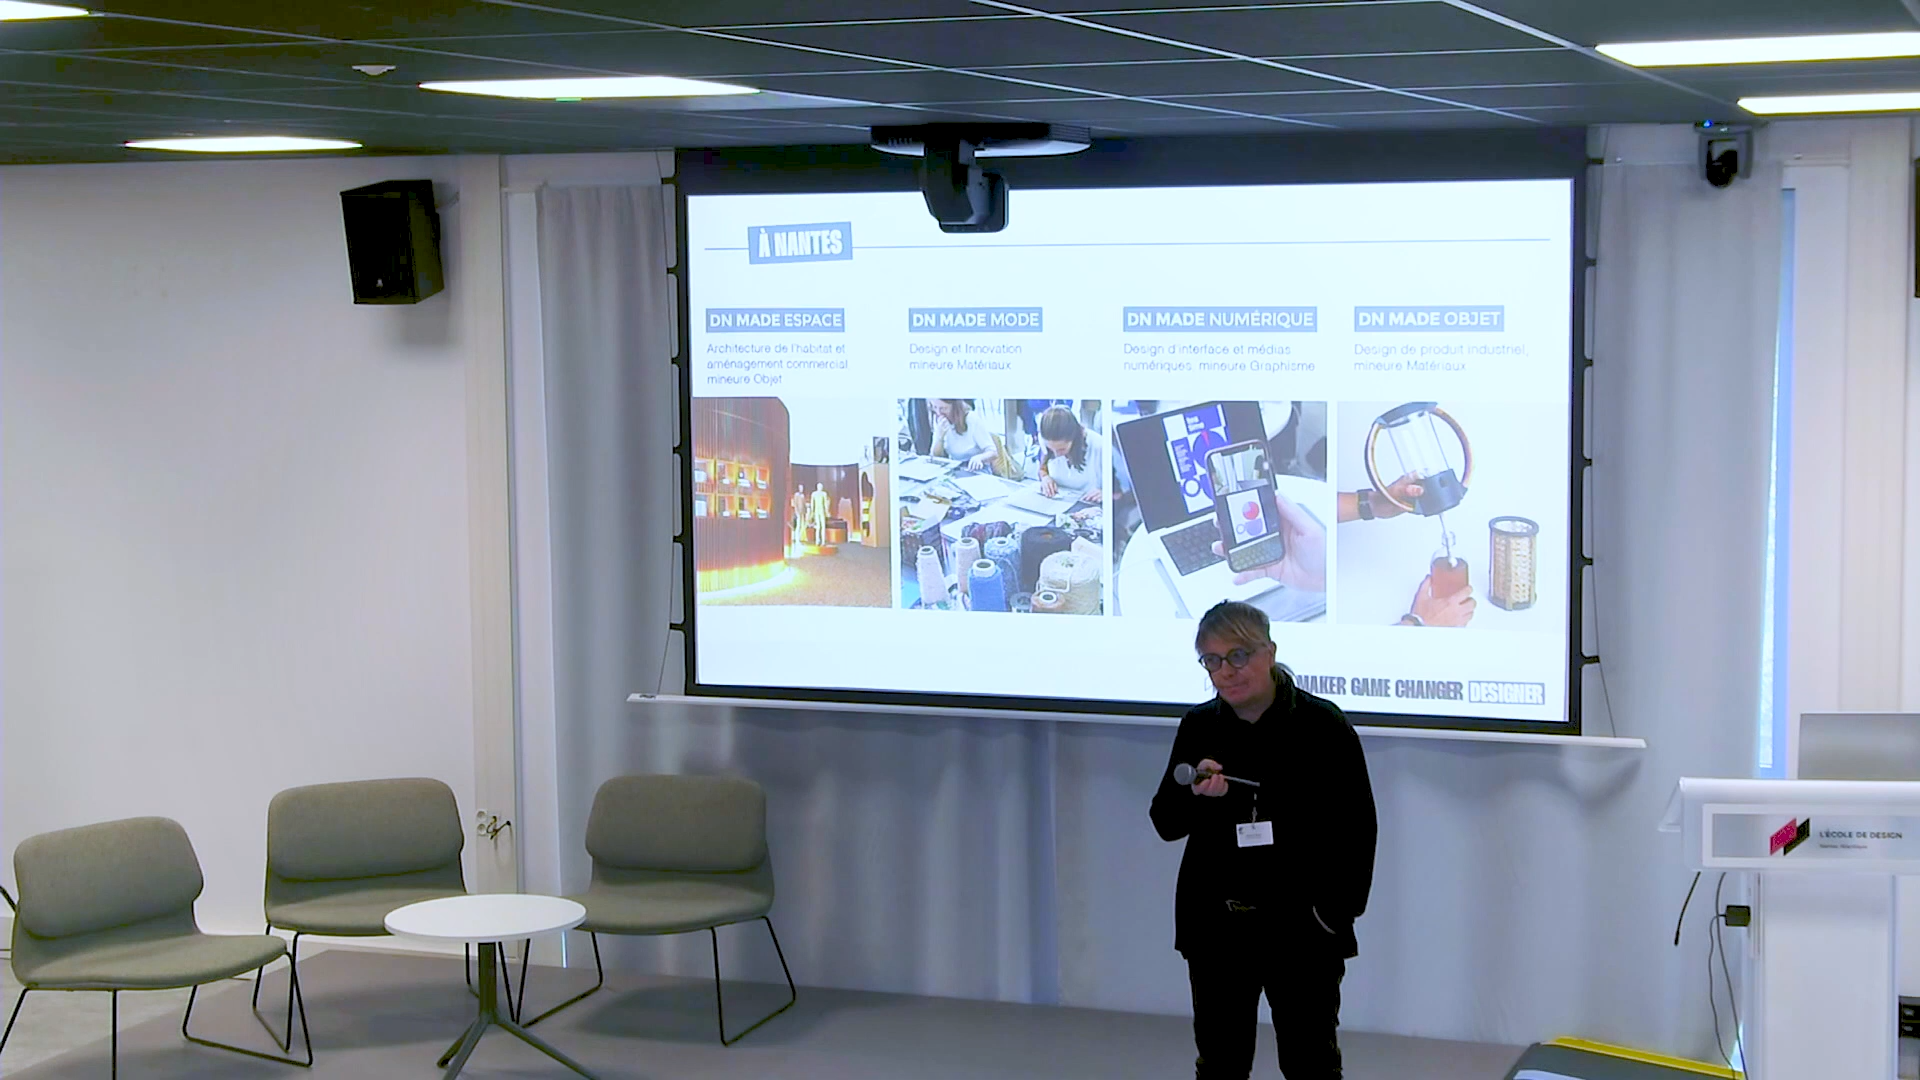 À NANTES
DN MADE ESPACE
Architecture de l'habitat et
aménagement commercial
mineure Objet
DN MADE MODE
Design et Innovation
mineure Matériaux
DN MADE NUMÉRIQUE
Design d'interface et médias
numériques, mineure Graphisme
DN MADE OBJET
Design de produit industriel,
mineure Matériaux
MAKER GAME CHANGER DESIGNER
L'ÉCOLE DE DESIGN